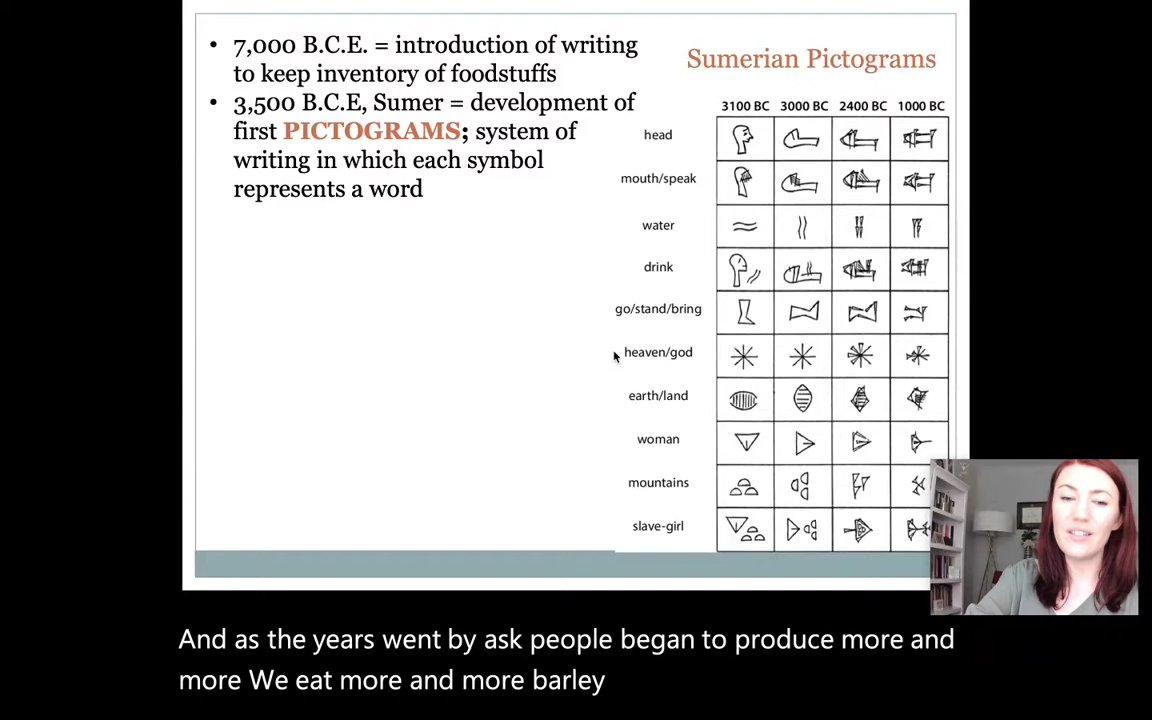 • 7,000 B.C.E. = introduction of writing
to keep inventory of foodstuffs
• 3,500 B.C.E, Sumer = development of
first PICTOGRAMS; system of
writing in which each symbol
represents a word
Sumerian Pictograms
3100 BC 3000 BC 2400 BC 1000 BC
head
mouth/speak
water
drink
go/stand/bring
heaven/god
earth/land
woman
mountains
slave-girl
And as the years went by ask people began to produce more and
more We eat more and more barley